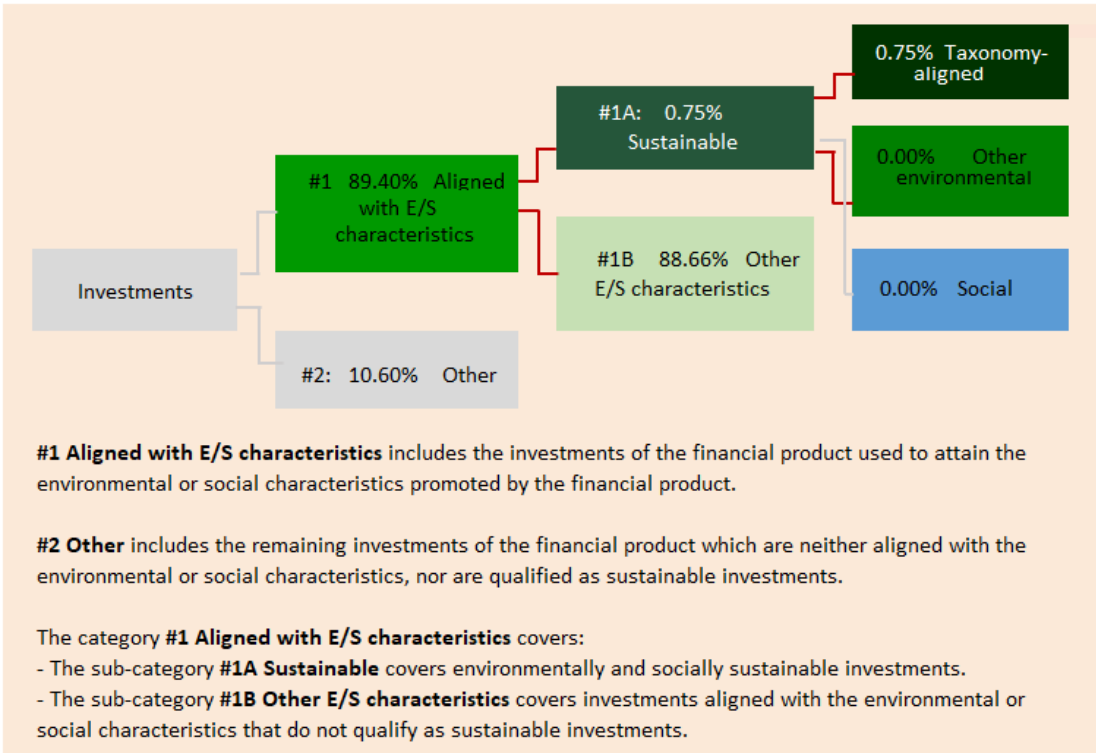 0.75% Taxonomy-
aligned
#1A: 0.75%
Sustainable
0.00% Other
environmental
#1 89.40% Aligned
with E/S
characteristics
#1B 88.66% Other
E/S characteristics
Investments
0.00% Social
#2: 10.60% Other
#1 Aligned with E/S characteristics includes the investments of the financial product used to attain the
environmental or social characteristics promoted by the financial product.
#2 Other includes the remaining investments of the financial product which are neither aligned with the
environmental or social characteristics, nor are qualified as sustainable investments.
The category #1 Aligned with E/S characteristics covers:
- The sub-category #1A Sustainable covers environmentally and socially sustainable investments.
- The sub-category #1B Other E/S characteristics covers investments aligned with the environmental or
social characteristics that do not qualify as sustainable investments.